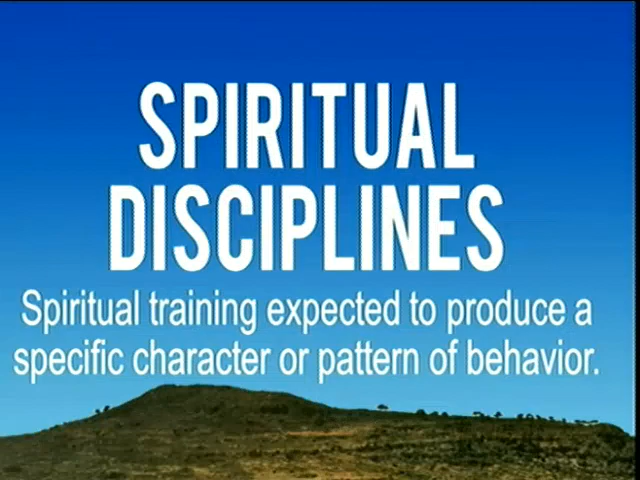 SPIRITUAL
DISCIPLINES
Spiritual training expected to produce a
specific character or pattern of behavior.